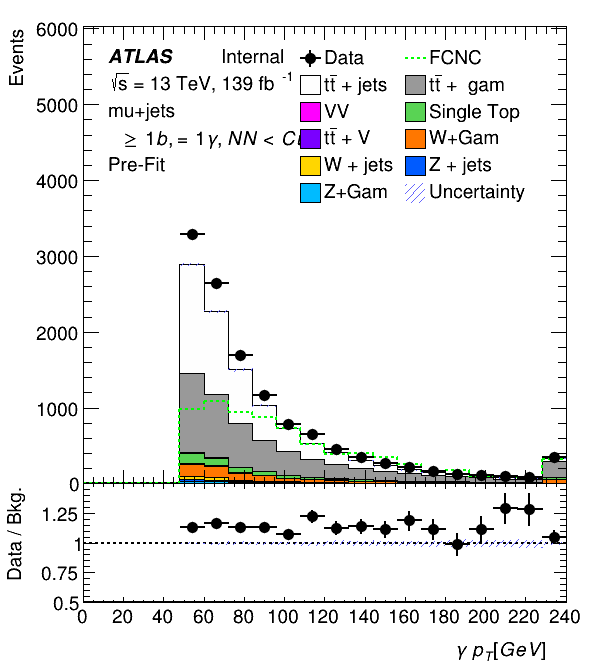 Events
6000
5000
4000
3000
2000
1000
0
ATLAS Internal
√s = 13 TeV, 139 fb⁻¹
mu+jets
≥ 1b, = 1γ, NN <
Pre-Fit
Data
FCNC
tt̄ + jets
tt̄ + gam
VV
Single Top
tt̄ + V
W+Gam
W + jets
Z + jets
Z+Gam
Uncertainty
Data / Bkg.
1.25
1
0.75
0.5
0 20 40 60 80 100 120 140 160 180 200 220 240
γ p_T[GeV]